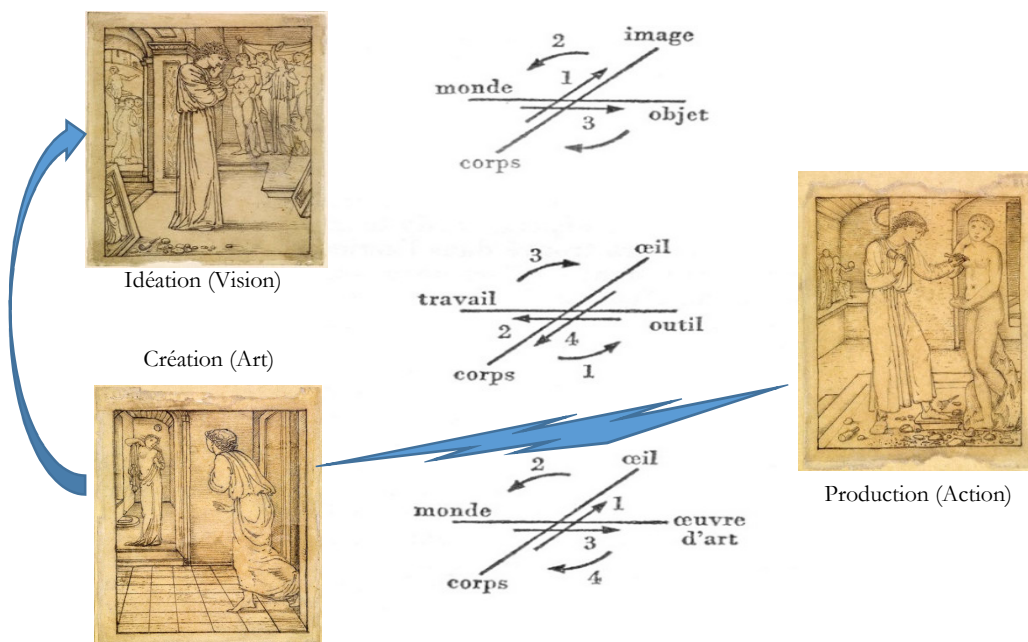 image
2
1
monde
3
objet
corps
Idéation (Vision)
œil
3
travail
2
4
outil
corps
1
Création (Art)
œil
2
1
monde
3
œuvre
d'art
4
corps
Production (Action)